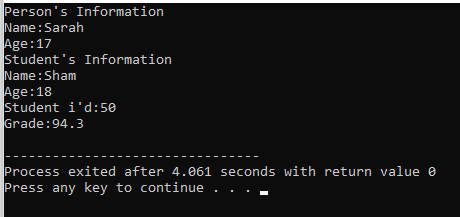 Person's Information
Name:Sarah
Age:17
Student's Information
Name:Sham
Age:18
Student i'd:50
Grade:94.3
--------------------------------
Process exited after 4.061 seconds with return value 0
Press any key to continue . . .